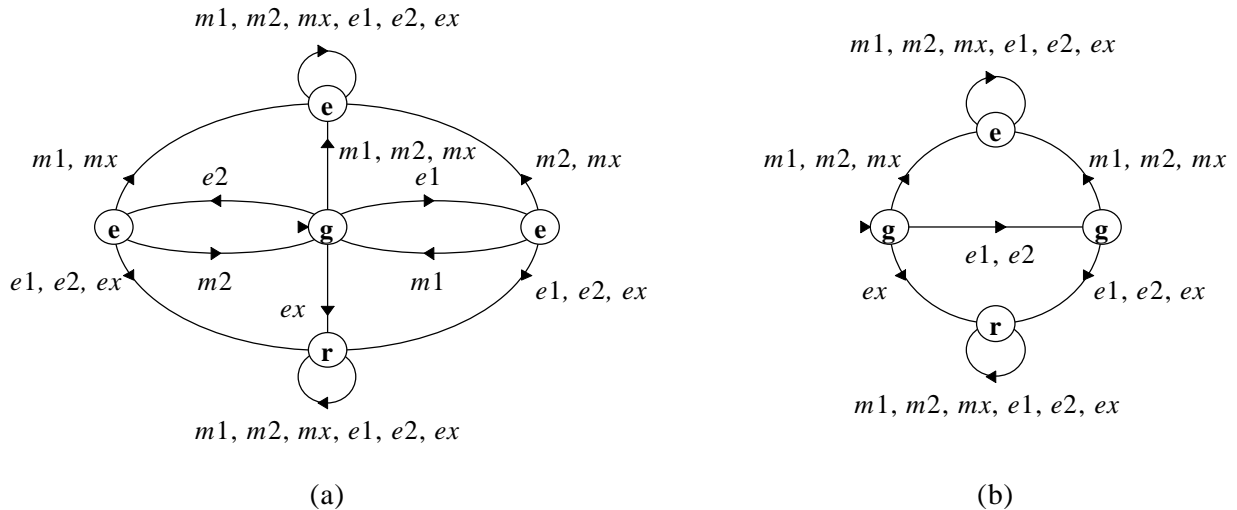 m1, m2, mx, e1, e2, ex
e
m1, mx
m1, m2, mx
m2, mx
e2
e1
e
g
e
e1, e2, ex
m2
m1
e1, e2, ex
ex
r
m1, m2, mx, e1, e2, ex
(a)
m1, m2, mx, e1, e2, ex
e
m1, m2, mx
m1, m2, mx
g
g
e1, e2
ex
e1, e2, ex
r
m1, m2, mx, e1, e2, ex
(b)